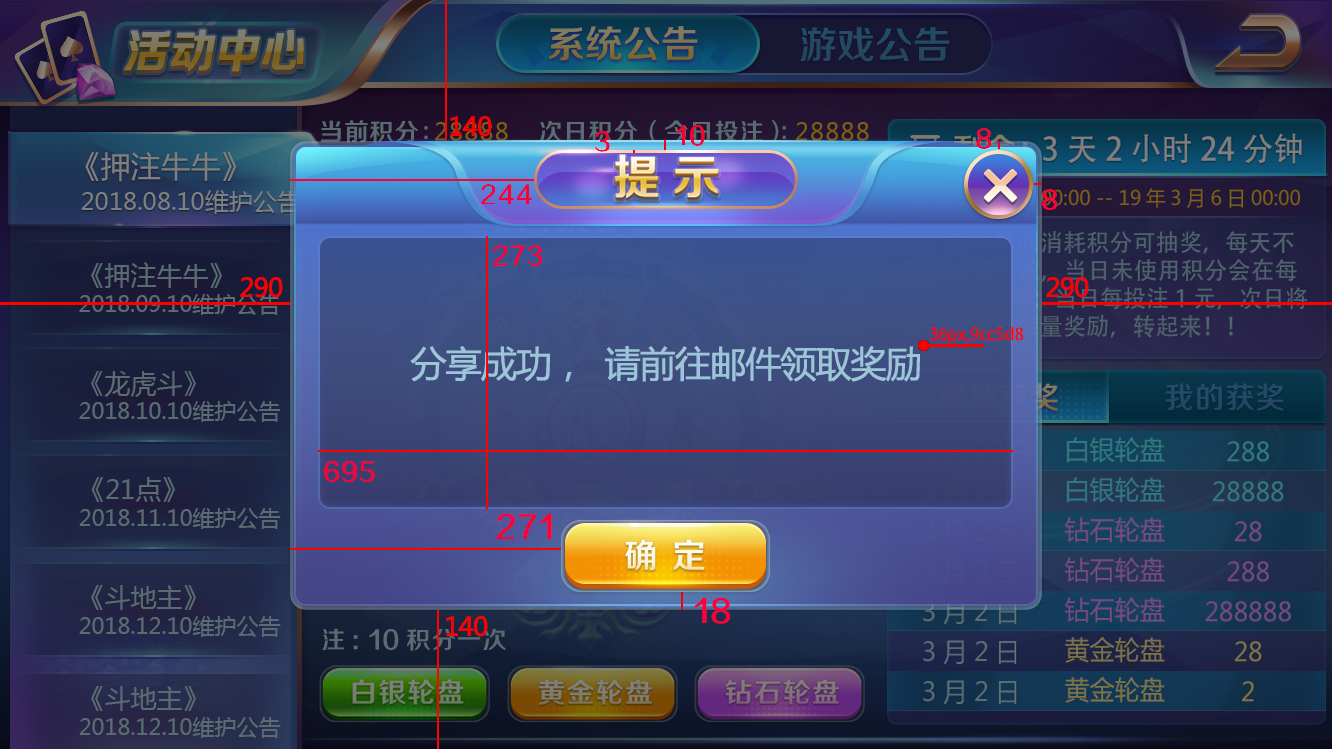 活动中心
系统公告
游戏公告
当前积分:28888 次日积分（今日投注）: 28888
3 天 2 小时 24 分钟
00:00 -- 19 年 3 月 6 日 00:00
消耗积分可抽奖，每天不
，当日未使用积分会在每
当日每投注 1 元，次日将
量奖励，转起来！！
《押注牛牛》
2018.08.10维护公告
《押注牛牛》
2018.09.10维护公告
《龙虎斗》
2018.10.10维护公告
《21点》
2018.11.10维护公告
《斗地主》
2018.12.10维护公告
《斗地主》
2018.12.10维护公告
提示
分享成功， 请前往邮件领取奖励
确 定
140
3
10
8
8
244
273
290
290
36px,9cc5d8
695
271
18
140
奖
我的获奖
白银轮盘 288
白银轮盘 28888
钻石轮盘 28
钻石轮盘 288
3 月 2 日 钻石轮盘 288888
3 月 2 日 黄金轮盘 28
3 月 2 日 黄金轮盘 2
注：10 积分一次
白银轮盘
黄金轮盘
钻石轮盘